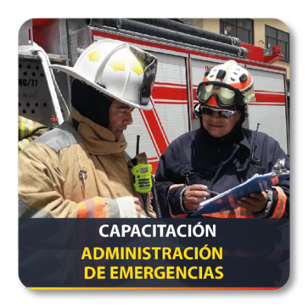 CAPACITACIÓN
ADMINISTRACIÓN
DE EMERGENCIAS